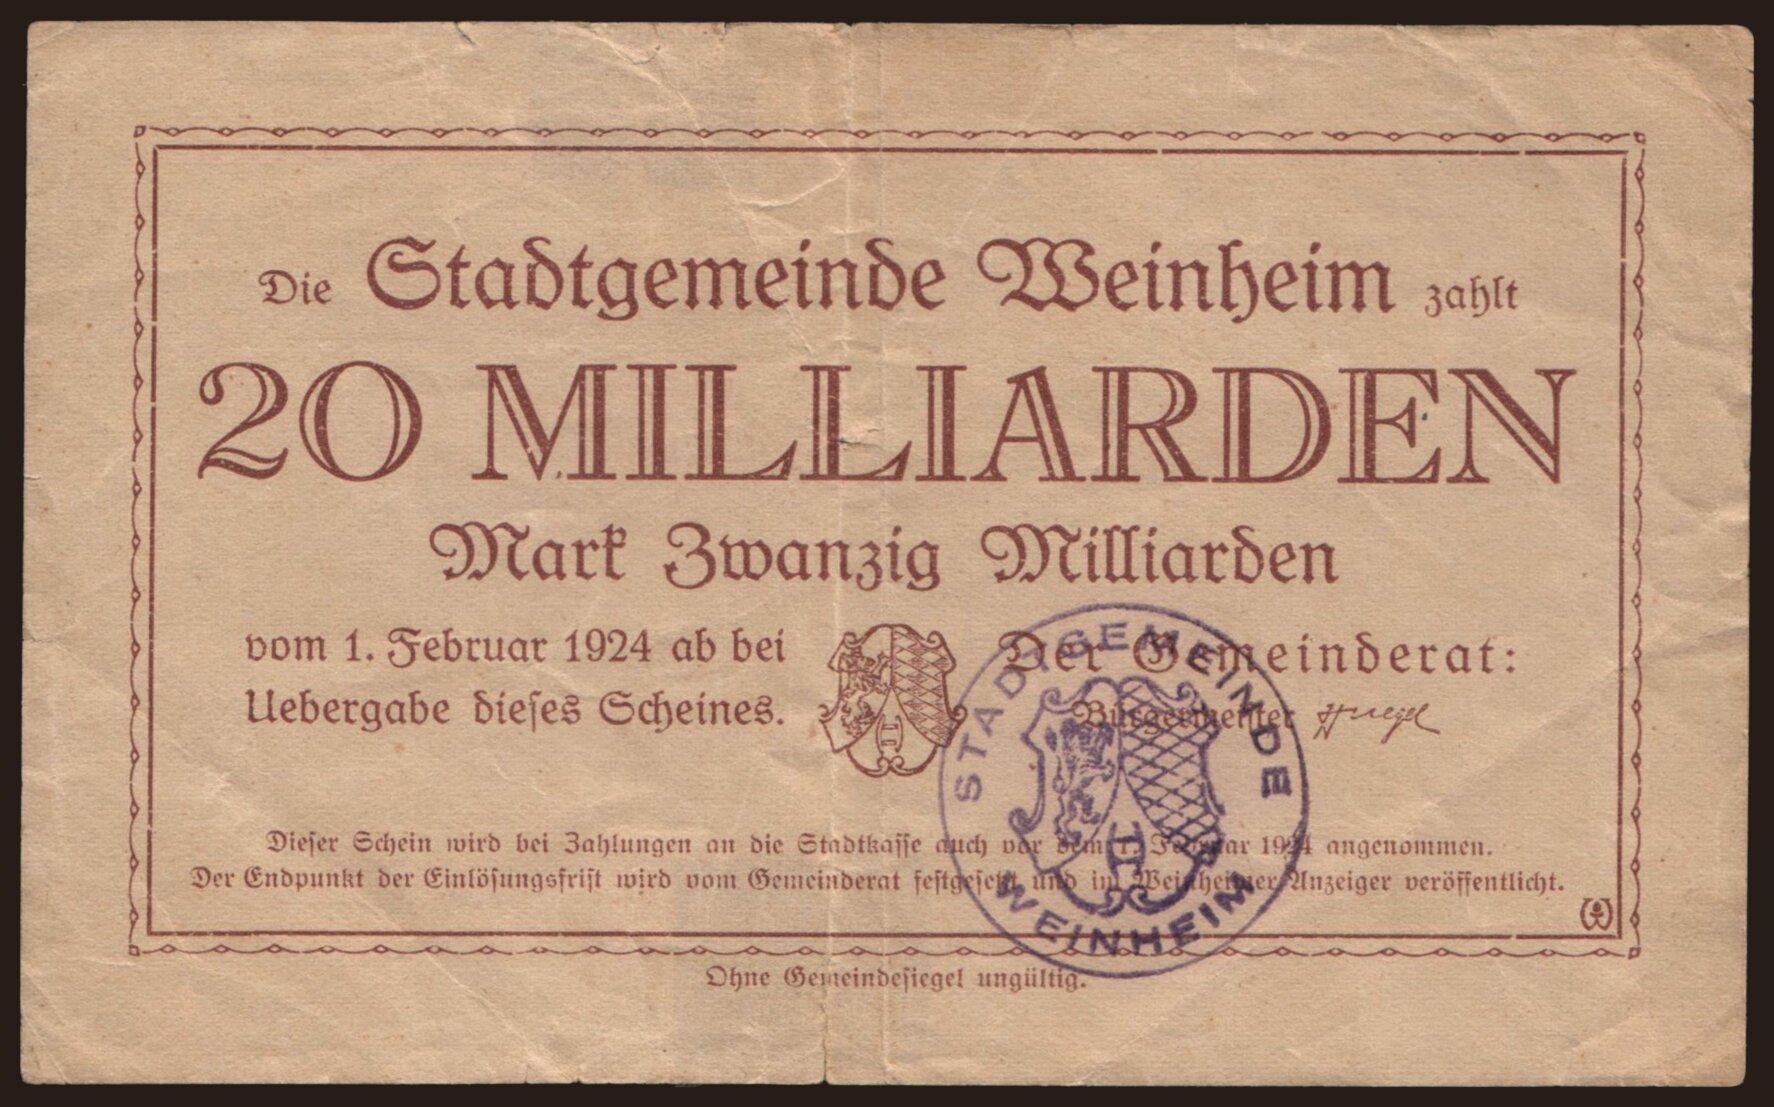 Die Stadtgemeinde Weinheim zahlt
20 MILLIARDEN
Mark Zwanzig Milliarden
vom 1. Februar 1924 ab bei
Uebergabe dieses Scheines.
Der Gemeinderat:
Bürgermeister
Dieser Schein wird bei Zahlungen an die Stadtkasse auch vor dem 1. Februar 1924 angenommen.
Der Endpunkt der Einlösungsfrist wird vom Gemeinderat festgesetzt und im Weinheimer Anzeiger veröffentlicht.
Ohne Gemeindesiegel ungültig.
STADTGEMEINDE
WEINHEIM